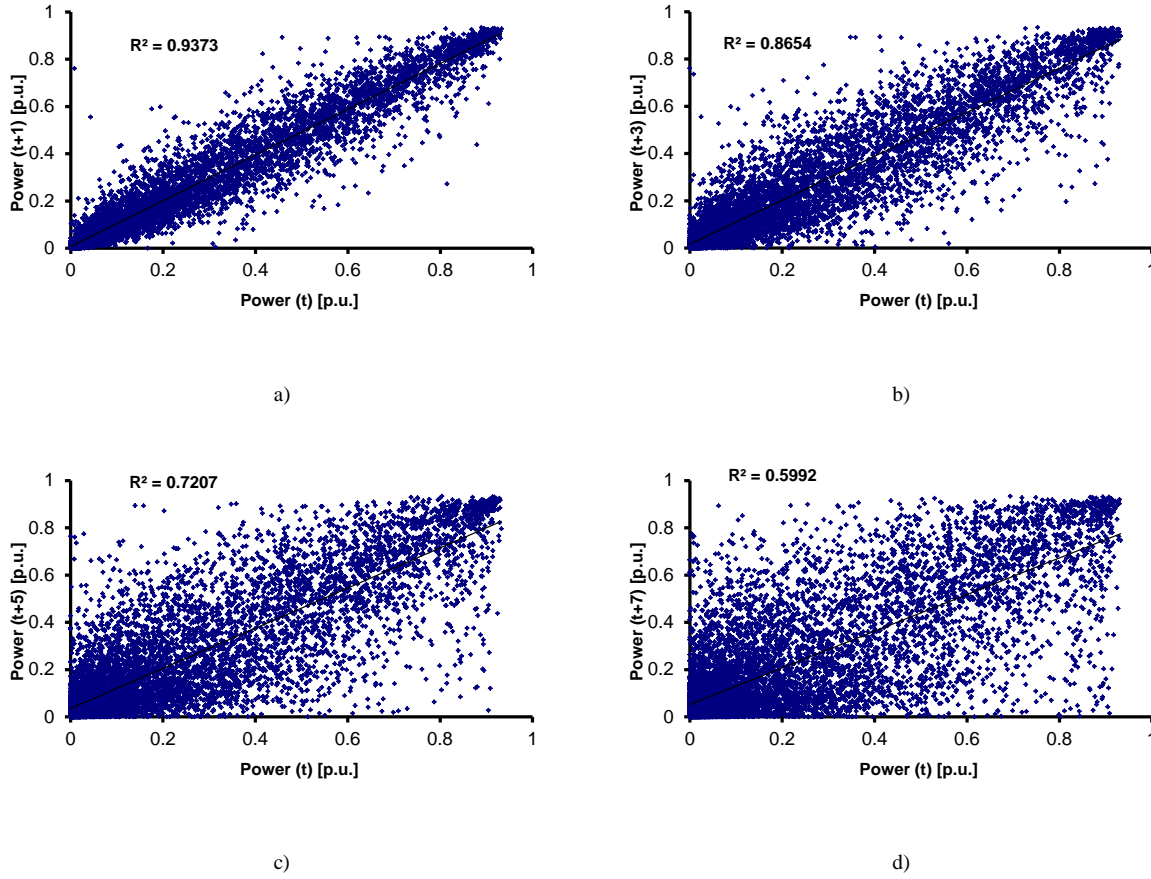 R² = 0.9373
Power (t+1) [p.u.]
1
0.8
0.6
0.4
0.2
0
0 0.2 0.4 0.6 0.8 1
Power (t) [p.u.]
a)
R² = 0.8654
Power (t+3) [p.u.]
1
0.8
0.6
0.4
0.2
0
0 0.2 0.4 0.6 0.8 1
Power (t) [p.u.]
b)
R² = 0.7207
Power (t+5) [p.u.]
1
0.8
0.6
0.4
0.2
0
0 0.2 0.4 0.6 0.8 1
Power (t) [p.u.]
c)
R² = 0.5992
Power (t+7) [p.u.]
1
0.8
0.6
0.4
0.2
0
0 0.2 0.4 0.6 0.8 1
Power (t) [p.u.]
d)